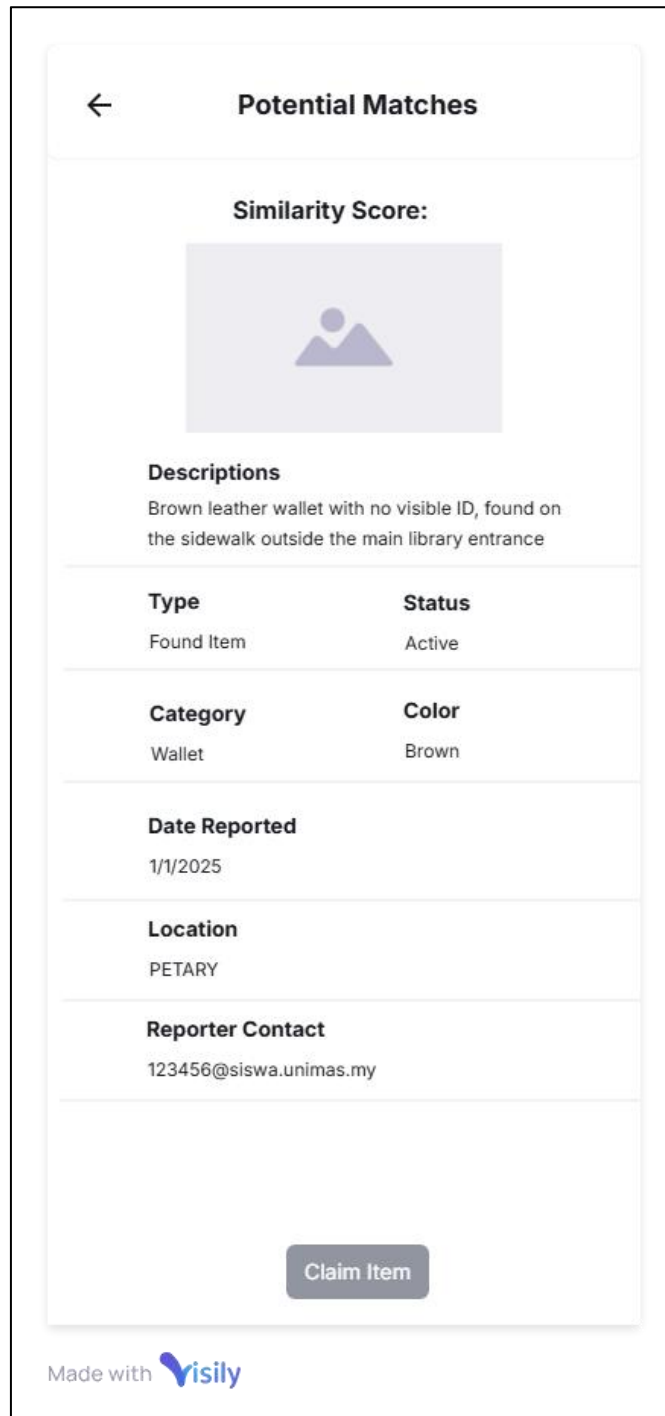 Potential Matches
Similarity Score:
Descriptions
Brown leather wallet with no visible ID, found on
the sidewalk outside the main library entrance
Type Status
Found Item Active
Category Color
Wallet Brown
Date Reported
1/1/2025
Location
PETARY
Reporter Contact
123456@siswa.unimas.my
Claim Item
Made with Visily